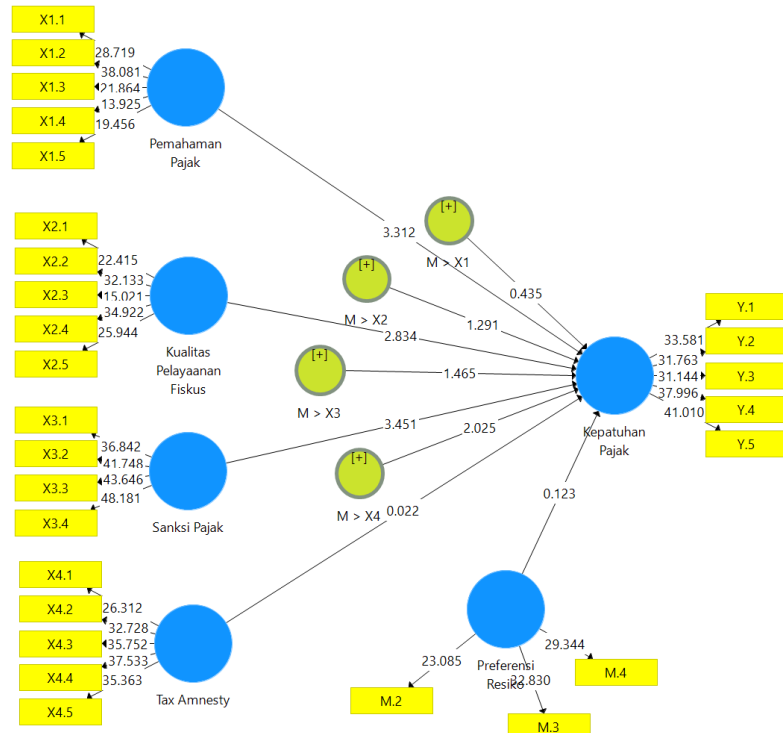 X1.1
X1.2
X1.3
X1.4
X1.5
28.719
38.081
21.864
13.925
19.456
Pemahaman
Pajak
X2.1
X2.2
X2.3
X2.4
X2.5
22.415
32.133
15.021
34.922
25.944
Kualitas
Pelayaanan
Fiskus
X3.1
X3.2
X3.3
X3.4
36.842
41.748
43.646
48.181
Sanksi Pajak
X4.1
X4.2
X4.3
X4.4
X4.5
26.312
32.728
35.752
37.533
35.363
Tax Amnesty
[+]
M > X1
[+]
M > X2
[+]
M > X3
[+]
M > X4
3.312
0.435
1.291
2.834
1.465
3.451
2.025
0.022
0.123
Kepatuhan
Pajak
33.581
31.763
31.144
37.996
41.010
Y.1
Y.2
Y.3
Y.4
Y.5
Preferensi
Resiko
23.085
29.344
M.2
M.3
M.4